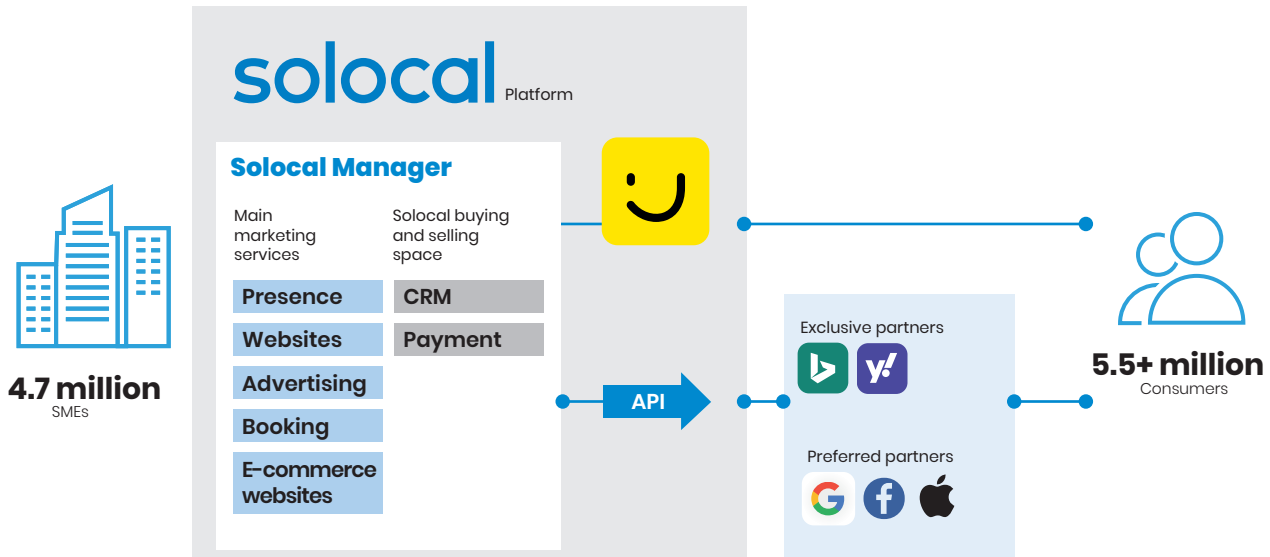 solocal
Platform
Solocal Manager
Main
marketing
services
Solocal buying
and selling
space
Presence
Websites
Advertising
Booking
E-commerce
websites
CRM
Payment
4.7 million
SMEs
API
Exclusive partners
y!
Preferred partners
G
f
5.5+ million
Consumers